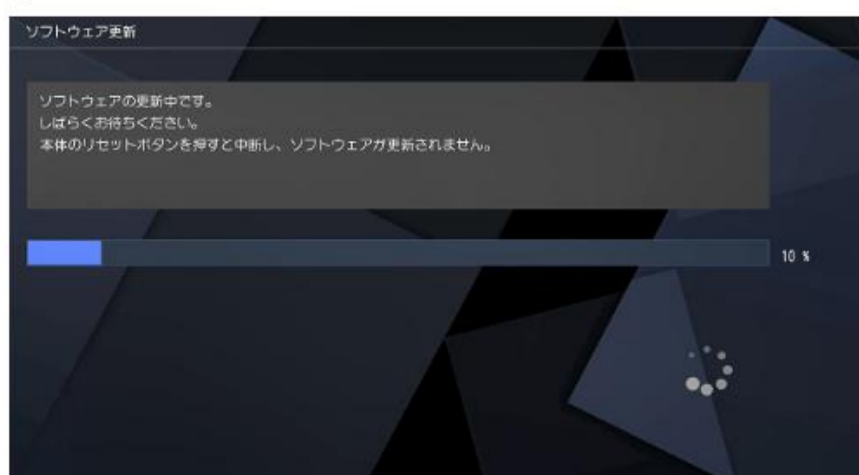 ソフトウェア更新
ソフトウェアの更新中です。
しばらくお待ちください。
本体のリセットボタンを押すと中断し、ソフトウェアが更新されません。
10 %